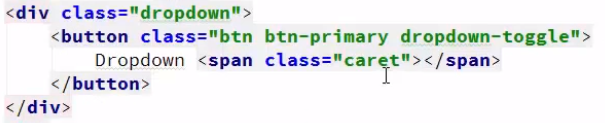 <div class="dropdown">
    <button class="btn btn-primary dropdown-toggle">
        Dropdown <span class="caret"></span>
    </button>
</div>